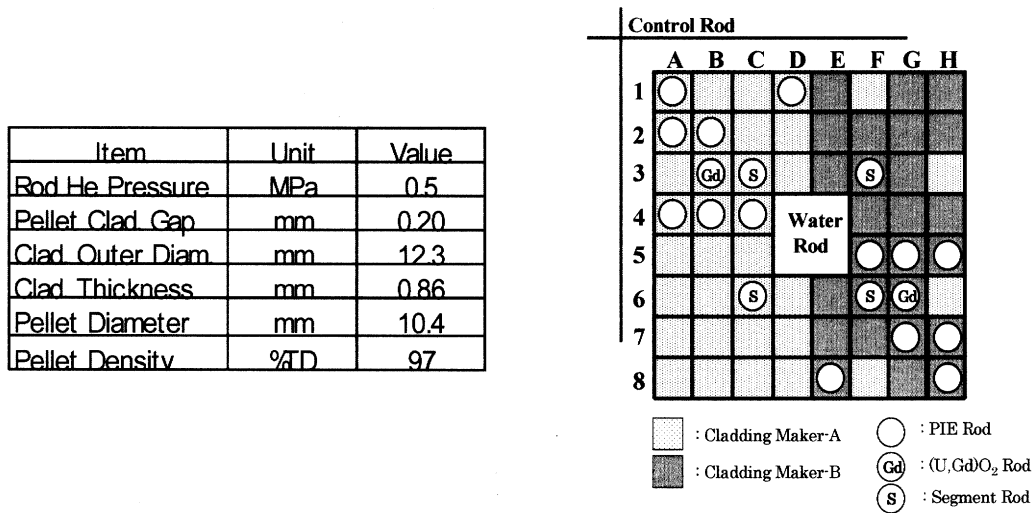 Item Unit Value
Rod He Pressure MPa 0.5
Pellet Clad. Gap mm 0.20
Clad. Outer Diam. mm 12.3
Clad. Thickness mm 0.86
Pellet Diameter mm 10.4
Pellet Density %TD 97
Control Rod
A B C D E F G H
1
2
3 Gd S S
4 Water
Rod
5
6 S S Gd
7
8
: Cladding Maker-A
: Cladding Maker-B
: PIE Rod
Gd : (U,Gd)O₂ Rod
S : Segment Rod